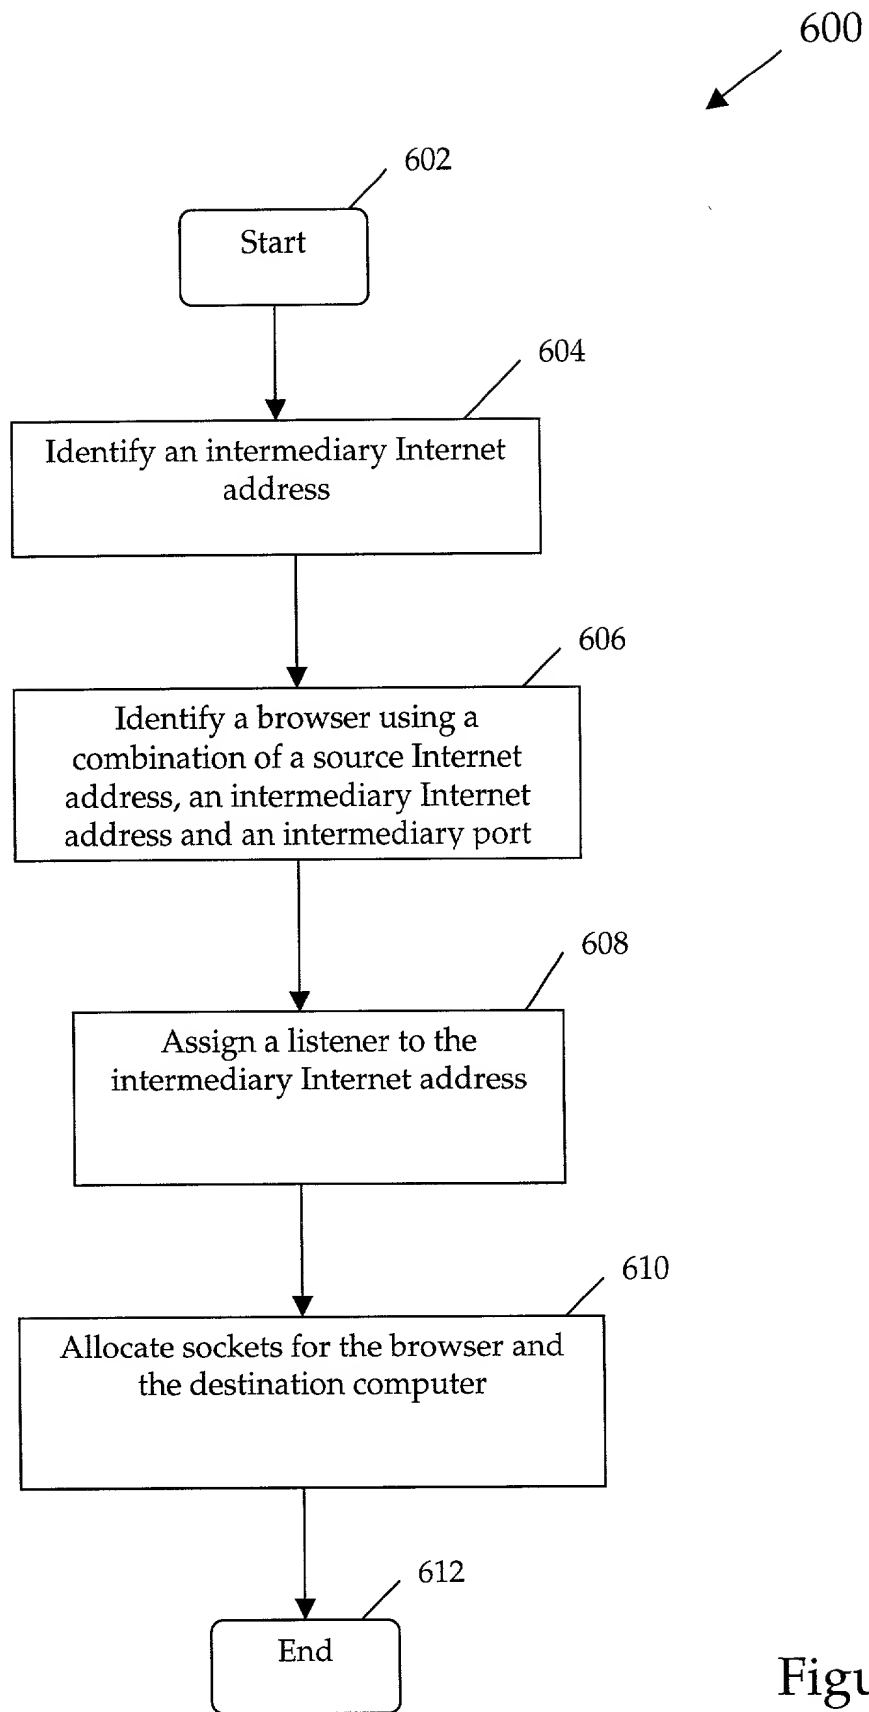 600
602
Start
604
Identify an intermediary Internet
address
606
Identify a browser using a
combination of a source Internet
address, an intermediary Internet
address and an intermediary port
608
Assign a listener to the
intermediary Internet address
610
Allocate sockets for the browser and
the destination computer
612
End